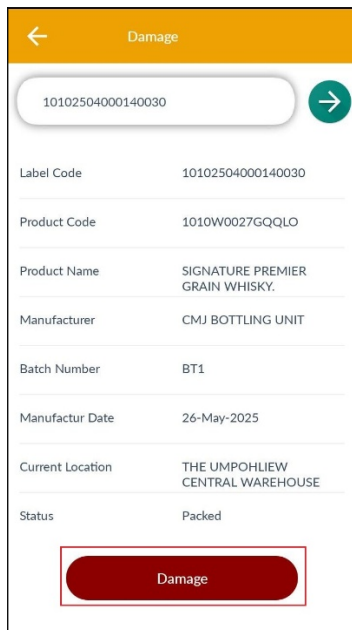 Damage
10102504000140030
Label Code 10102504000140030
Product Code 1010W0027GQQLO
Product Name SIGNATURE PREMIER
GRAIN WHISKY.
Manufacturer CMJ BOTTLING UNIT
Batch Number BT1
Manufactur Date 26-May-2025
Current Location THE UMPOHLIEW
CENTRAL WAREHOUSE
Status Packed
Damage